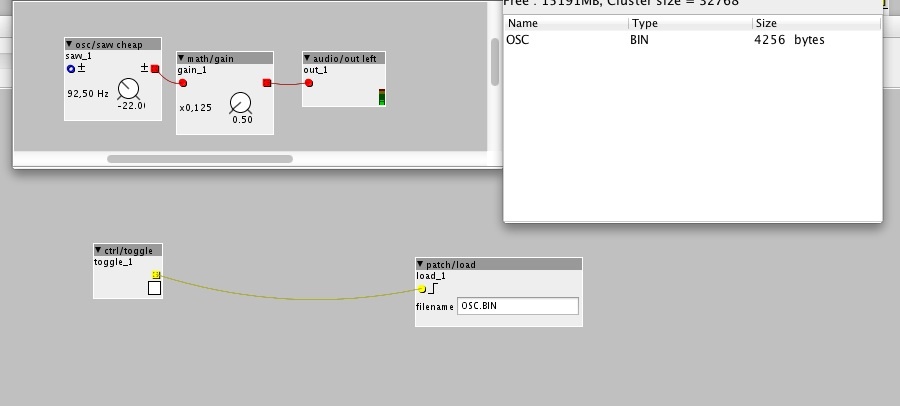 Free : 15191MB, Cluster size = 32768
Name Type Size
OSC BIN 4256 bytes
osc/saw cheap
saw_1
92,50 Hz
-22.0
math/gain
gain_1
x0,125
0.50
audio/out left
out_1
ctrl/toggle
toggle_1
patch/load
load_1
filename OSC.BIN